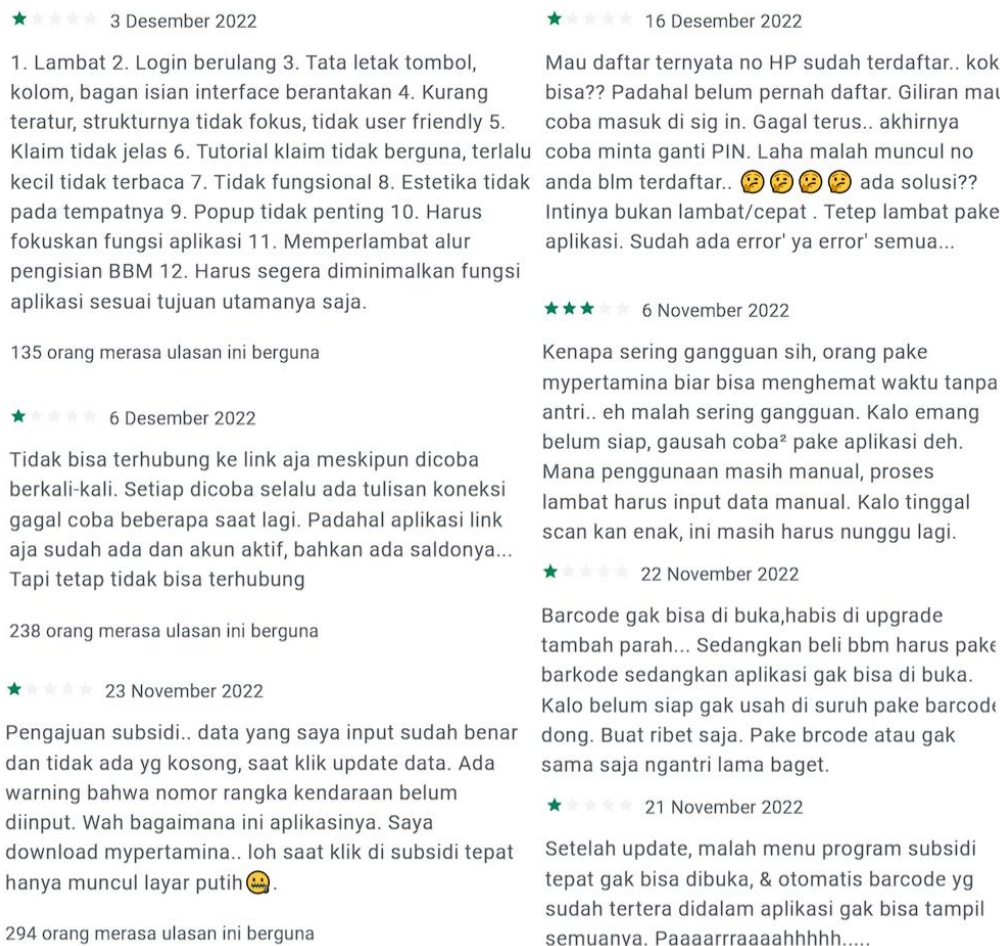 3 Desember 2022
1. Lambat 2. Login berulang 3. Tata letak tombol,
kolom, bagan isian interface berantakan 4. Kurang
teratur, strukturnya tidak fokus, tidak user friendly 5.
Klaim tidak jelas 6. Tutorial klaim tidak berguna, terlalu
kecil tidak terbaca 7. Tidak fungsional 8. Estetika tidak
pada tempatnya 9. Popup tidak penting 10. Harus
fokuskan fungsi aplikasi 11. Memperlambat alur
pengisian BBM 12. Harus segera diminimalkan fungsi
aplikasi sesuai tujuan utamanya saja.
135 orang merasa ulasan ini berguna
6 Desember 2022
Tidak bisa terhubung ke link aja meskipun dicoba
berkali-kali. Setiap dicoba selalu ada tulisan koneksi
gagal coba beberapa saat lagi. Padahal aplikasi link
aja sudah ada dan akun aktif, bahkan ada saldonya...
Tapi tetap tidak bisa terhubung
238 orang merasa ulasan ini berguna
23 November 2022
Pengajuan subsidi.. data yang saya input sudah benar
dan tidak ada yg kosong, saat klik update data. Ada
warning bahwa nomor rangka kendaraan belum
diinput. Wah bagaimana ini aplikasinya. Saya
download mypertamina.. loh saat klik di subsidi tepat
hanya muncul layar putih🤐.
294 orang merasa ulasan ini berguna
16 Desember 2022
Mau daftar ternyata no HP sudah terdaftar.. kok
bisa?? Padahal belum pernah daftar. Giliran mau
coba masuk di sig in. Gagal terus.. akhirnya
coba minta ganti PIN. Laha malah muncul no
anda blm terdaftar.. 🤔🤔🤔🤔 ada solusi??
Intinya bukan lambat/cepat . Tetep lambat pake
aplikasi. Sudah ada error' ya error' semua...
6 November 2022
Kenapa sering gangguan sih, orang pake
mypertamina biar bisa menghemat waktu tanpa
antri.. eh malah sering gangguan. Kalo emang
belum siap, gausah coba² pake aplikasi deh.
Mana penggunaan masih manual, proses
lambat harus input data manual. Kalo tinggal
scan kan enak, ini masih harus nunggu lagi.
22 November 2022
Barcode gak bisa di buka,habis di upgrade
tambah parah... Sedangkan beli bbm harus pake
barkode sedangkan aplikasi gak bisa di buka.
Kalo belum siap gak usah di suruh pake barcode
dong. Buat ribet saja. Pake brcode atau gak
sama saja ngantri lama baget.
21 November 2022
Setelah update, malah menu program subsidi
tepat gak bisa dibuka, & otomatis barcode yg
sudah tertera didalam aplikasi gak bisa tampil
semuanya. Paaaarrraaaahhhhh.....